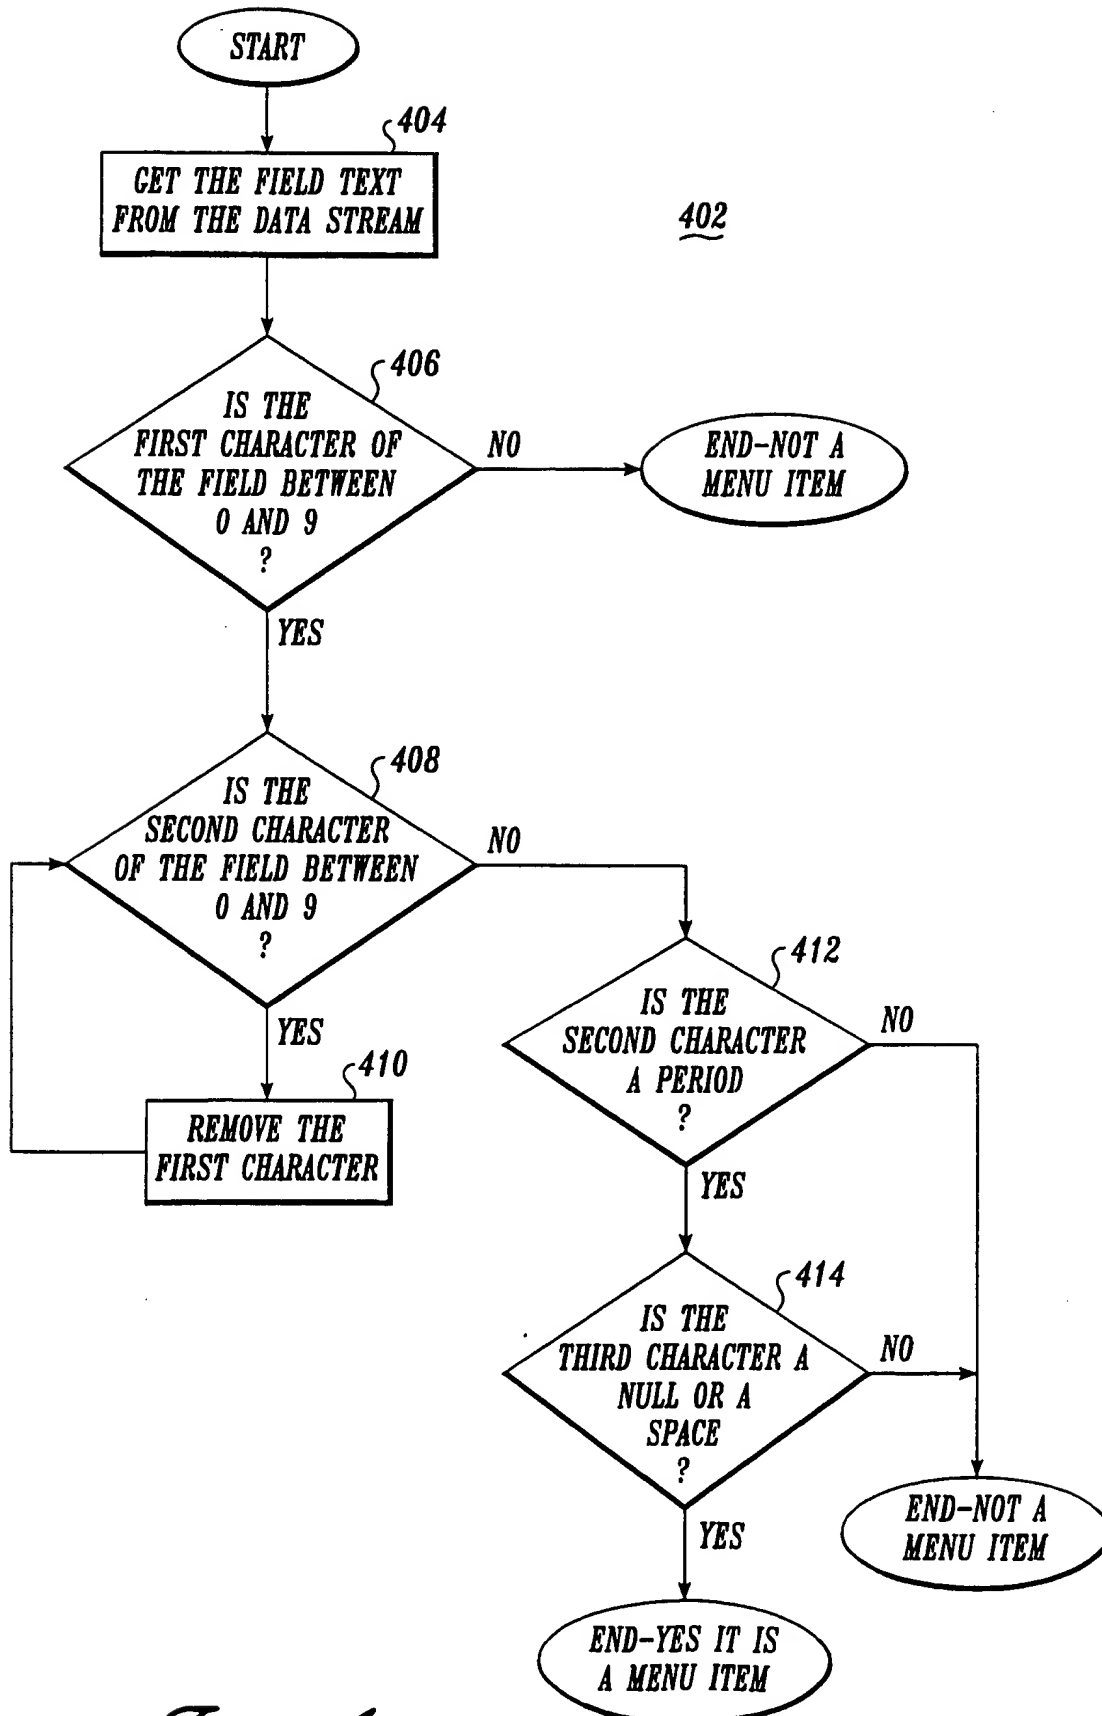 START
404
GET THE FIELD TEXT
FROM THE DATA STREAM
402
406
IS THE
FIRST CHARACTER OF
THE FIELD BETWEEN
0 AND 9
?
NO
END-NOT A
MENU ITEM
YES
408
IS THE
SECOND CHARACTER
OF THE FIELD BETWEEN
0 AND 9
?
NO
YES
410
REMOVE THE
FIRST CHARACTER
412
IS THE
SECOND CHARACTER
A PERIOD
?
NO
YES
414
IS THE
THIRD CHARACTER A
NULL OR A
SPACE
?
NO
END-NOT A
MENU ITEM
YES
END-YES IT IS
A MENU ITEM